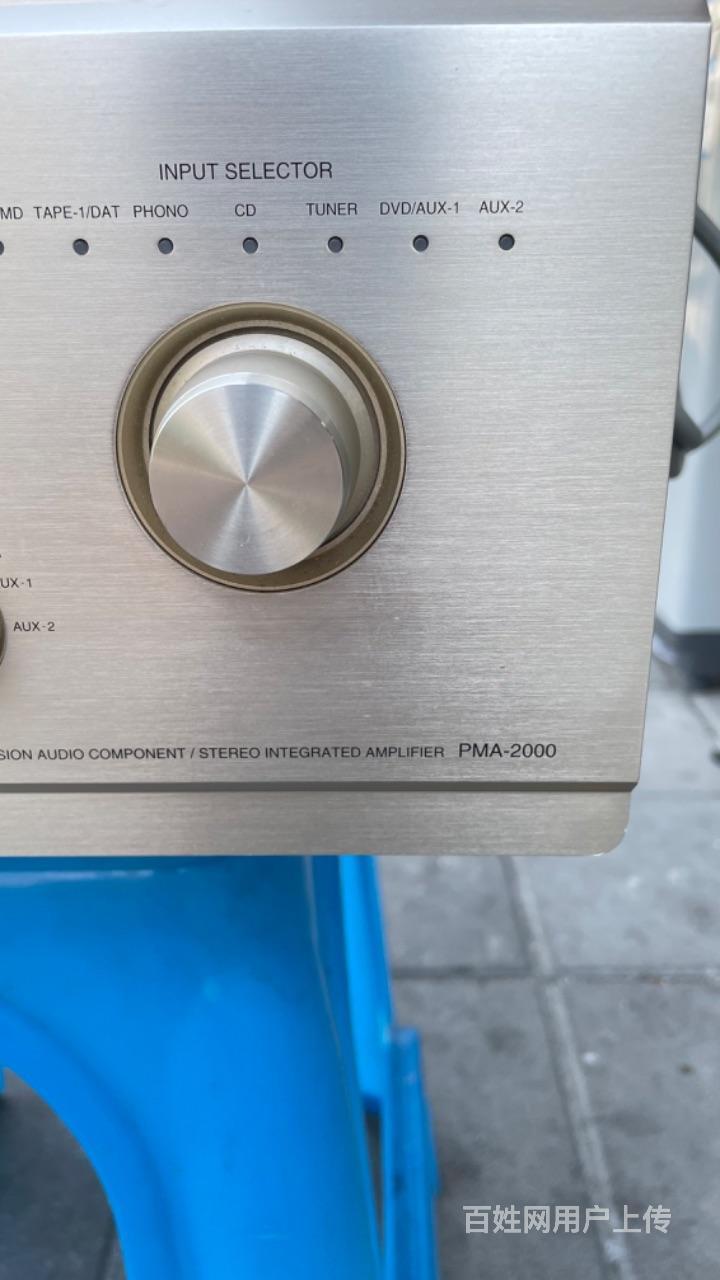 INPUT SELECTOR
MD TAPE-1/DAT PHONO CD TUNER DVD/AUX-1 AUX-2
UX-1
AUX-2
SION AUDIO COMPONENT / STEREO INTEGRATED AMPLIFIER PMA-2000
百姓网用户上传